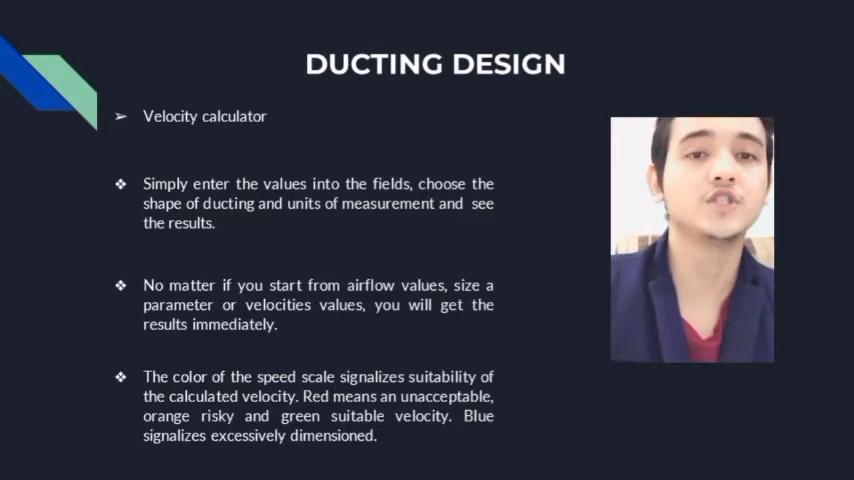 DUCTING DESIGN
➢ Velocity calculator
❖ Simply enter the values into the fields, choose the
shape of ducting and units of measurement and see
the results.
❖ No matter if you start from airflow values, size a
parameter or velocities values, you will get the
results immediately.
❖ The color of the speed scale signalizes suitability of
the calculated velocity. Red means an unacceptable,
orange risky and green suitable velocity. Blue
signalizes excessively dimensioned.